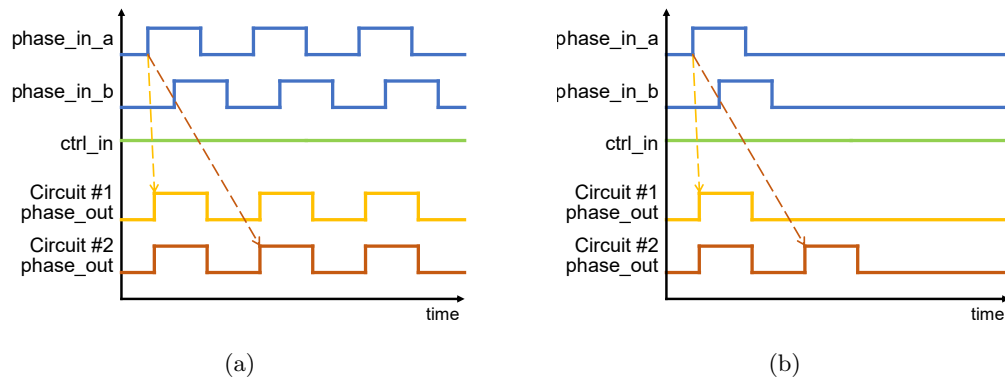 phase_in_a
phase_in_b
ctrl_in
Circuit #1
phase_out
Circuit #2
phase_out
time
(a)
phase_in_a
phase_in_b
ctrl_in
Circuit #1
phase_out
Circuit #2
phase_out
time
(b)